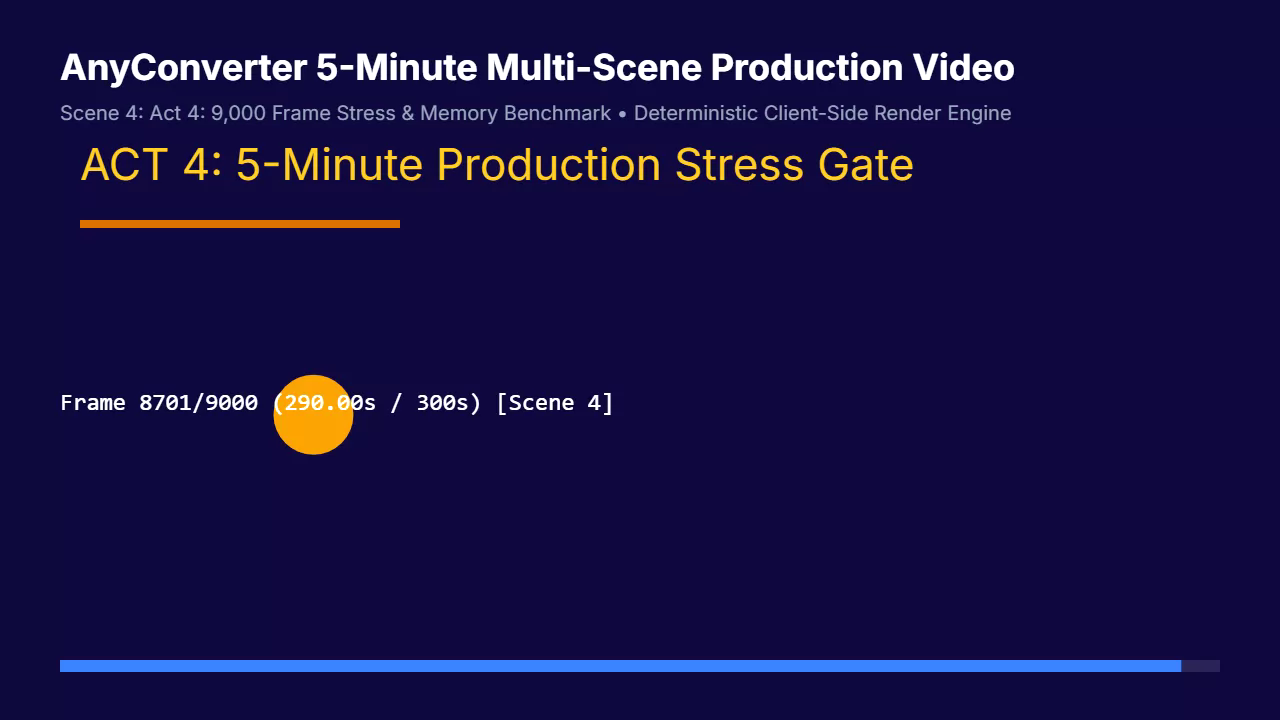 AnyConverter 5-Minute Multi-Scene Production Video
Scene 4: Act 4: 9,000 Frame Stress & Memory Benchmark • Deterministic Client-Side Render Engine
ACT 4: 5-Minute Production Stress Gate
Frame 8701/9000 (290.00s / 300s) [Scene 4]